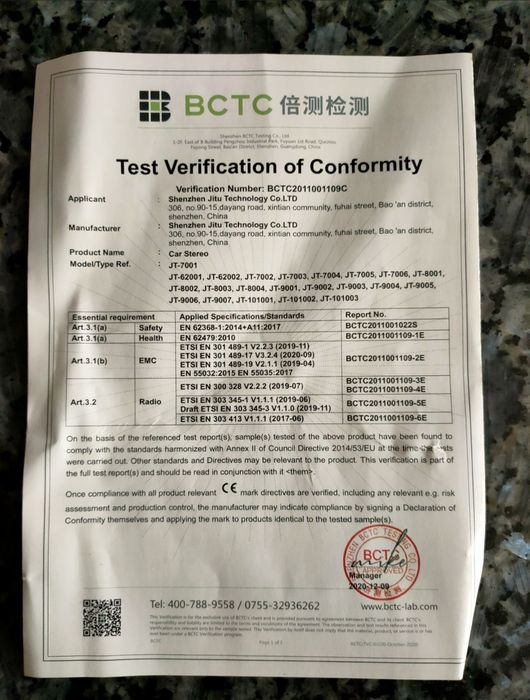 BCTC 倍测检测
Shenzhen BCTC Testing Co., Ltd
Test Verification of Conformity
Verification Number: BCTC2011001109C
Applicant : Shenzhen Jitu Technology Co.LTD
306, no.90-15,dayang road, xintian community, fuhai street, Bao 'an district,
shenzhen, China
Manufacturer : Shenzhen Jitu Technology Co.LTD
306, no.90-15,dayang road, xintian community, fuhai street, Bao 'an district,
shenzhen, China
Product Name : Car Stereo
Model/Type Ref. : JT-7001
JT-62001, JT-62002, JT-7002, JT-7003, JT-7004, JT-7005, JT-7006, JT-8001,
JT-8002, JT-8003, JT-8004, JT-9001, JT-9002, JT-9003, JT-9004, JT-9005,
JT-9006, JT-9007, JT-101001, JT-101002, JT-101003
Essential requirement Applied Specifications/Standards Report No.
Art.3.1(a) Safety EN 62368-1:2014+A11:2017 BCTC2011001022S
Art.3.1(a) Health EN 62479:2010 BCTC2011001109-1E
Art.3.1(b) EMC ETSI EN 301 489-1 V2.2.3 (2019-11)
ETSI EN 301 489-17 V3.2.4 (2020-09)
ETSI EN 301 489-19 V2.1.1 (2019-04)
EN 55032:2015 EN 55035:2017
BCTC2011001109-2E
Art.3.2 Radio ETSI EN 300 328 V2.2.2 (2019-07) BCTC2011001109-3E
BCTC2011001109-4E
ETSI EN 303 345-1 V1.1.1 (2019-06)
Draft ETSI EN 303 345-3 V1.1.0 (2019-11)
BCTC2011001109-5E
ETSI EN 303 413 V1.1.1 (2017-06) BCTC2011001109-6E
On the basis of the referenced test report(s), sample(s) tested of the above product have been found to
comply with the standards harmonized with Annex II of Council Directive 2014/53/EU at the time the tests
were carried out. Other standards and Directives may be relevant to the product. This verification is part of
the full test report(s) and should be read in conjunction with it <them>.
Once compliance with all product relevant CE mark directives are verified, including any relevant e.g. risk
assessment and production control, the manufacturer may indicate compliance by signing a Declaration of
Conformity themselves and applying the mark to products identical to the tested sample(s).
BCTC
APPROVED
Manager
2020-12-09
Tel: 400-788-9558 / 0755-32936262 www.bctc-lab.com
BCTC Page 1 of 1